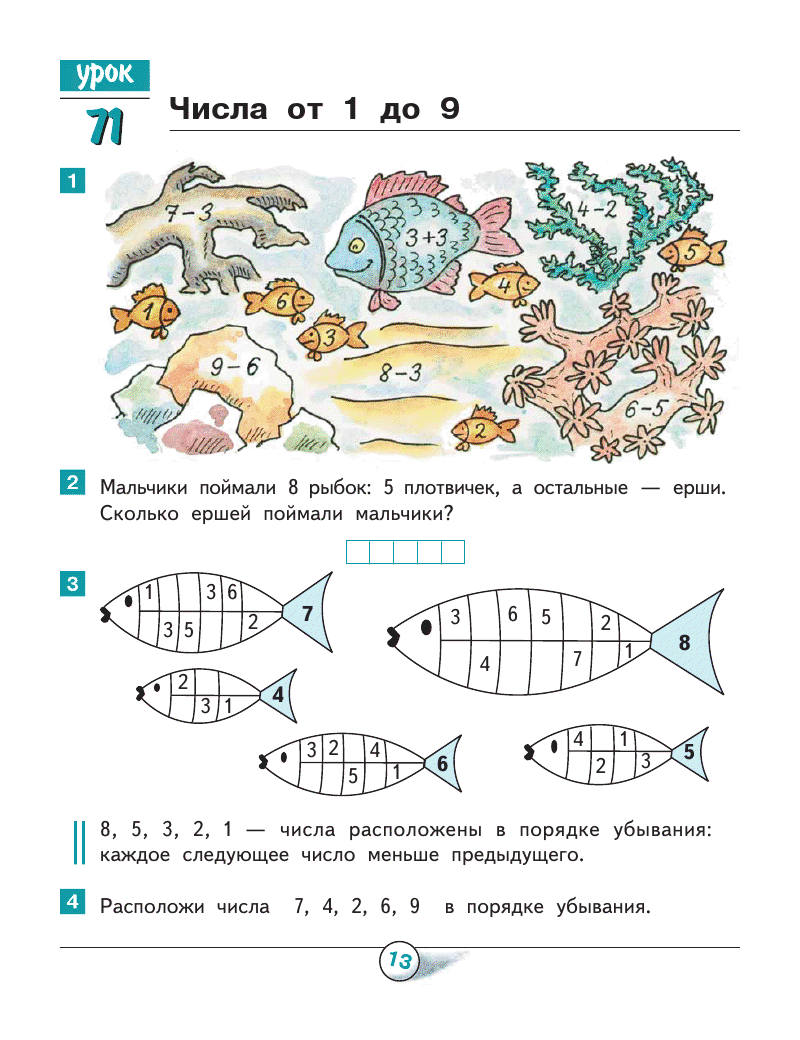 урок
71
Числа от 1 до 9
1
7–3
3+3
4–2
5
4
6
1
3
9–6
8–3
6–5
2
2
Мальчики поймали 8 рыбок: 5 плотвичек, а остальные — ерши.
Сколько ершей поймали мальчики?
3
1 3 6
3 5 2
7
3 6 5 2
4 7 1
8
2
3 1
4
3 2 4
5 1
6
4 1
2 3
5
8, 5, 3, 2, 1 — числа расположены в порядке убывания:
каждое следующее число меньше предыдущего.
4
Расположи числа 7, 4, 2, 6, 9 в порядке убывания.
13